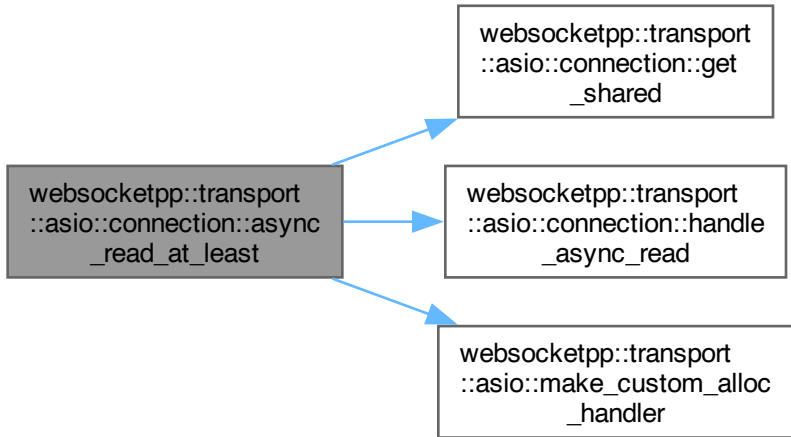 websocketpp::transport
::asio::connection::get
_shared
websocketpp::transport
::asio::connection::async
_read_at_least
websocketpp::transport
::asio::connection::handle
_async_read
websocketpp::transport
::asio::make_custom_alloc
_handler